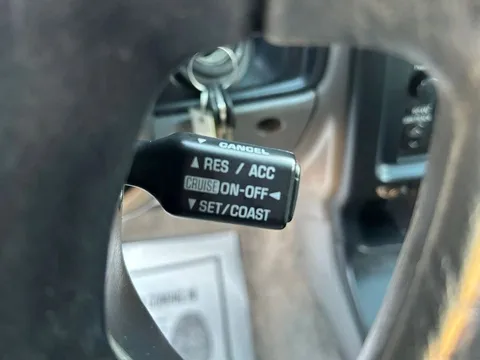 ▼ CANCEL
▲ RES / ACC
CRUISE ON-OFF ◄
▼ SET/COAST